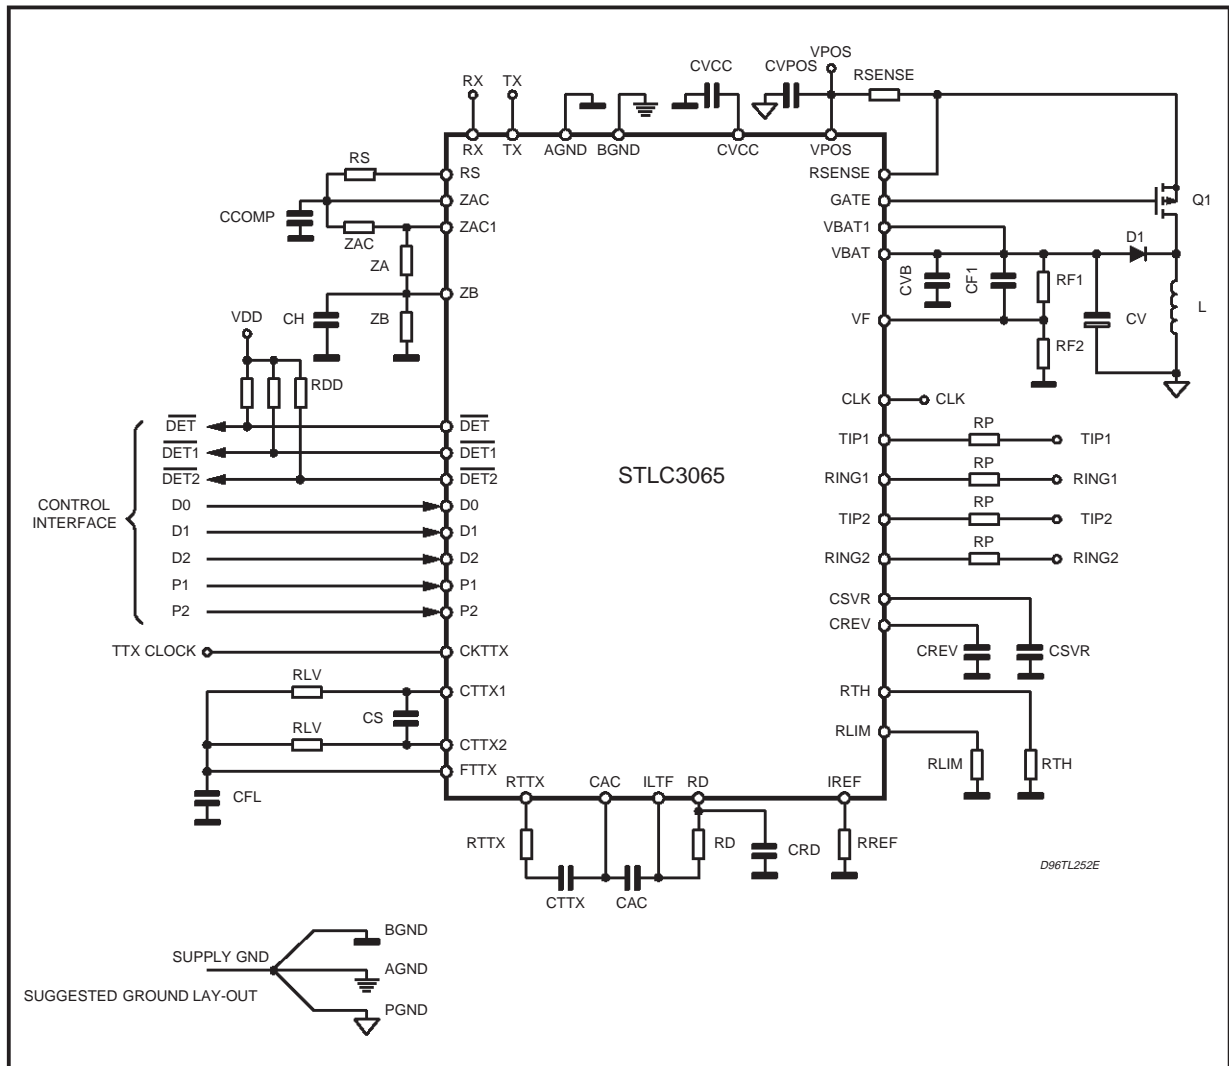 VPOS
RX TX CVCC CVPOS RSENSE
RX TX AGND BGND CVCC VPOS
RS RS RSENSE
ZAC GATE Q1
CCOMP ZAC1 VBAT1
ZAC VBAT D1
ZA CVB CF1 RF1
ZB CV L
CH ZB VF
VDD RF2
RDD
CLK CLK
DET DET TIP1 RP TIP1
DET1 DET1
DET2 DET2 STLC3065 RING1 RP RING1
CONTROL INTERFACE
D0 D0 TIP2 RP TIP2
D1 D1
D2 D2 RING2 RP RING2
P1 P1 CSVR
P2 P2 CREV
TTX CLOCK CKTTX CREV CSVR
RLV CTTX1 RTH
CS
RLV CTTX2 RLIM
FTTX RLIM RTH
CFL RTTX CAC ILTF RD IREF
RTTX RD CRD RREF
D96TL252E
CTTX CAC
BGND
SUPPLY GND
AGND
SUGGESTED GROUND LAY-OUT
PGND